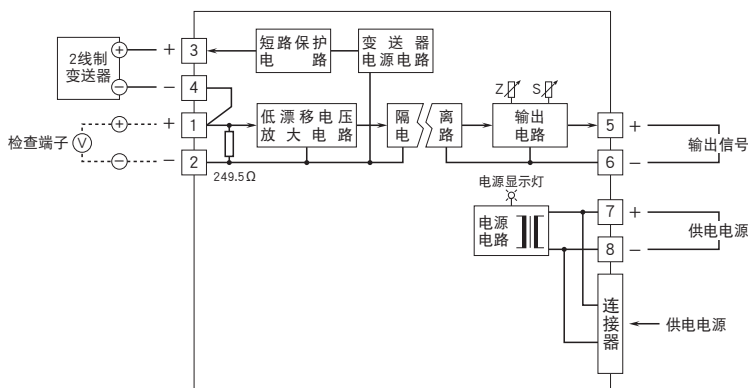 2线制
变送器
+
−
+
−
3
4
短路保护
电路
变送器
电源电路
检查端子
V
+
−
+
−
1
2
249.5Ω
低漂移电压
放大电路
隔离
电路
Z
S
输出
电路
5
6
+
−
输出信号
电源显示灯
电源
电路
7
8
+
−
供电电源
连接器
供电电源